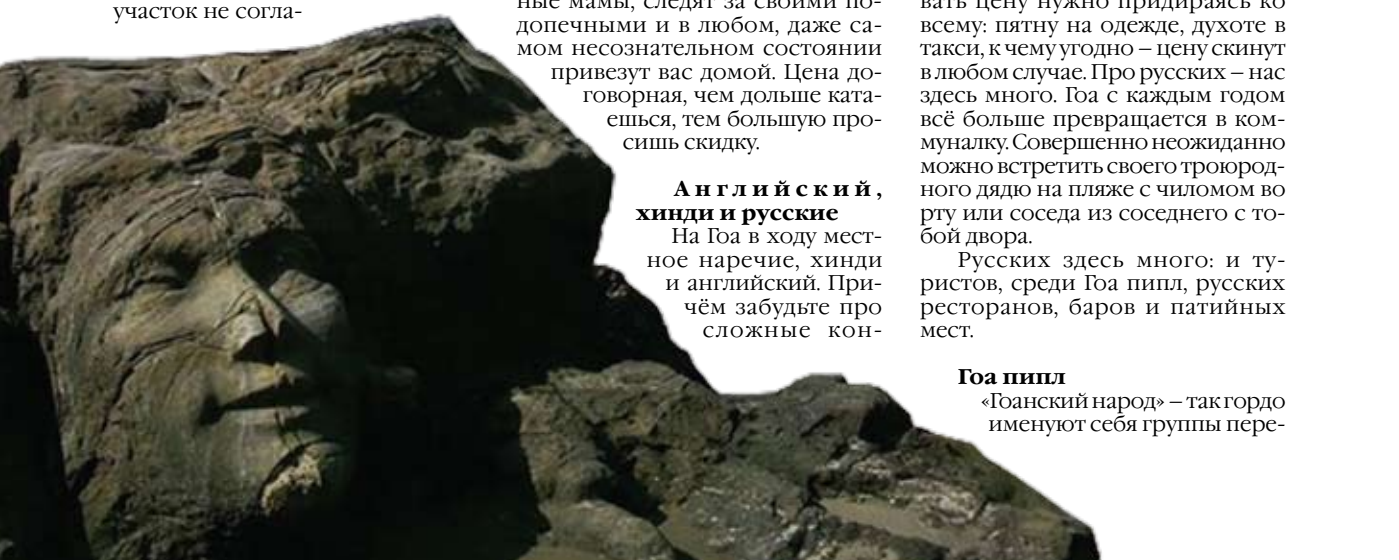 участок не согла-
ные мамы, следят за своими по-
допечными и в любом, даже са-
мом несознательном состоянии
привезут вас домой. Цена до-
говорная, чем дольше ката-
ешься, тем большую про-
сишь скидку.
Английский,
хинди и русские
На Гоа в ходу мест-
ное наречие, хинди
и английский. При-
чём забудьте про
сложные кон-
вать цену нужно придираясь ко
всему: пятну на одежде, духоте в
такси, к чему угодно – цену скинут
в любом случае. Про русских – нас
здесь много. Гоа с каждым годом
всё больше превращается в ком-
муналку. Совершенно неожиданно
можно встретить своего троюрод-
ного дядю на пляже с чиломом во
рту или соседа из соседнего с то-
бой двора.
Русских здесь много: и ту-
ристов, среди Гоа пипл, русских
ресторанов, баров и патийных
мест.
Гоа пипл
«Гоанский народ» – так гордо
именуют себя группы пере-